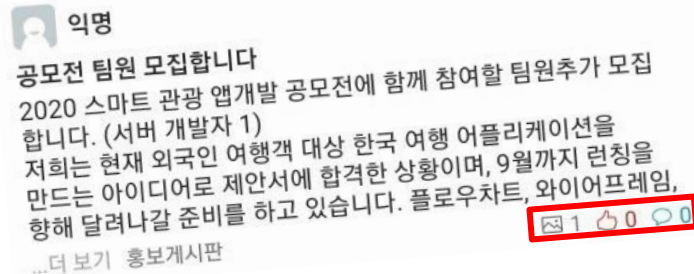 익명
공모전 팀원 모집합니다
2020 스마트 관광 앱개발 공모전에 함께 참여할 팀원추가 모집
합니다. (서버 개발자 1)
저희는 현재 외국인 여행객 대상 한국 여행 어플리케이션을
만드는 아이디어로 제안서에 합격한 상황이며, 9월까지 런칭을
향해 달려나갈 준비를 하고 있습니다. 플로우차트, 와이어프레임,
1 0 0
...더 보기 홍보게시판